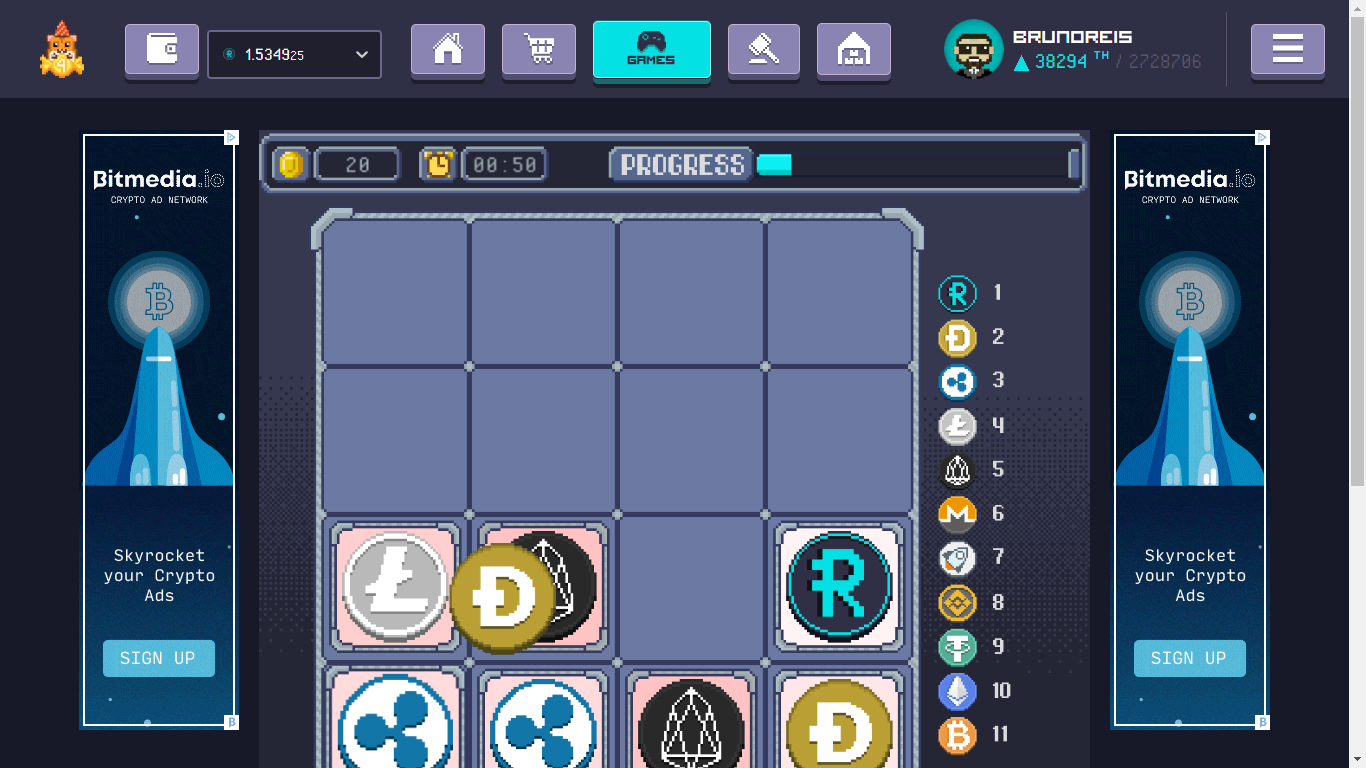 1.534925
GAMES
BRUNOREIS
38294 TH / 2728706
Bitmedia.io
CRYPTO AD NETWORK
Skyrocket
your Crypto
Ads
SIGN UP
20
00:50
PROGRESS
1
2
3
4
5
6
7
8
9
10
11
Bitmedia.io
CRYPTO AD NETWORK
Skyrocket
your Crypto
Ads
SIGN UP